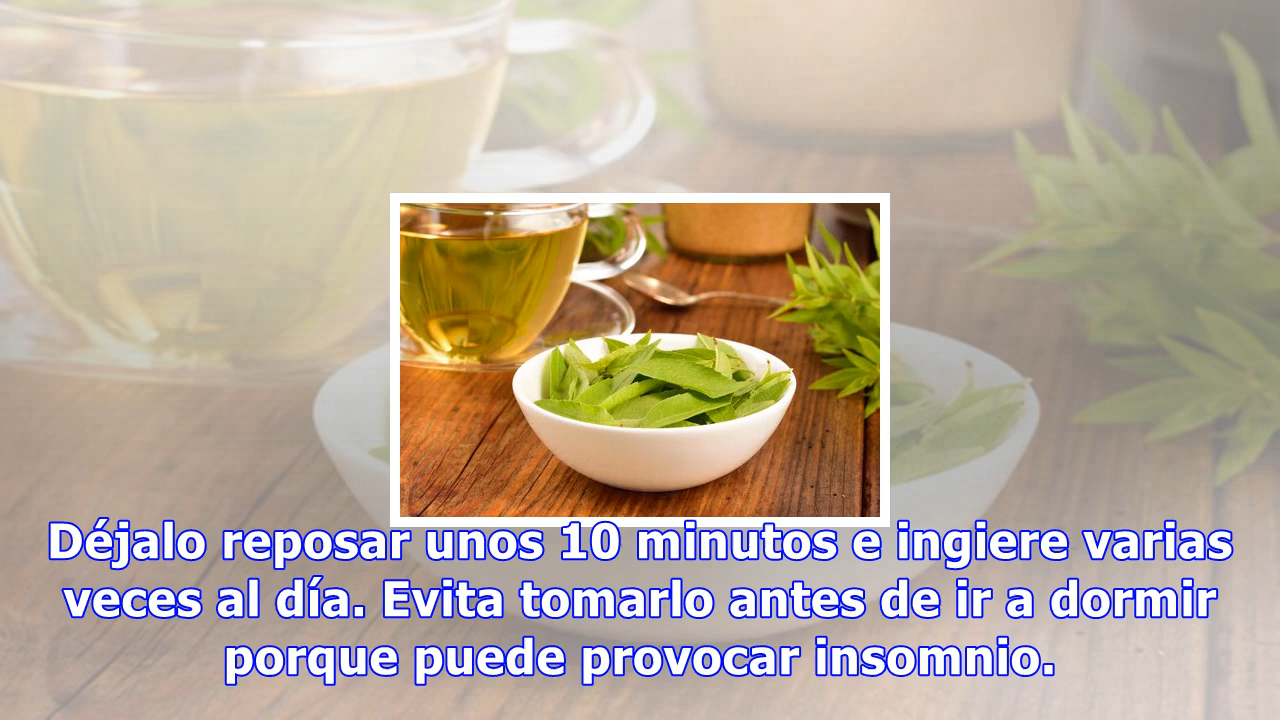 Déjalo reposar unos 10 minutos e ingiere varias
veces al día. Evita tomarlo antes de ir a dormir
porque puede provocar insomnio.